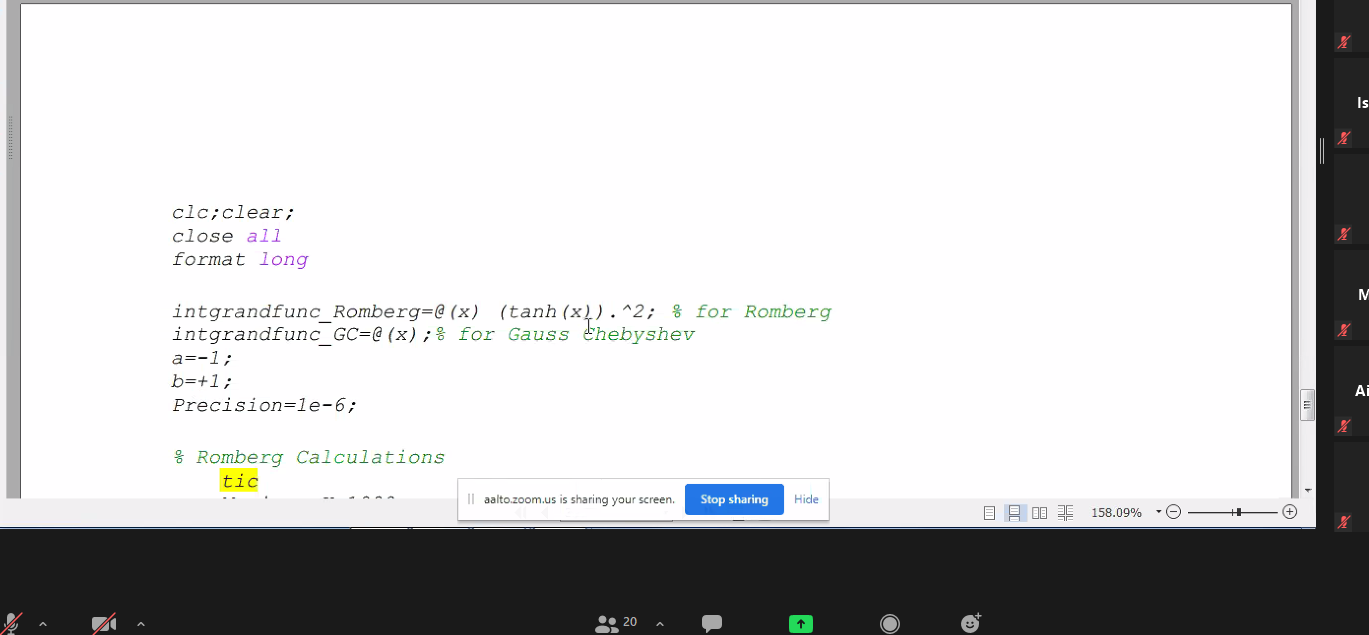 clc;clear;
close all
format long
intgrandfunc_Romberg=@(x) (tanh(x)).^2; % for Romberg
intgrandfunc_GC=@(x);% for Gauss Chebyshev
a=-1;
b=+1;
Precision=1e-6;
% Romberg Calculations
tic
aalto.zoom.us is sharing your screen. Stop sharing Hide
158.09%
Is
M
Ai
20